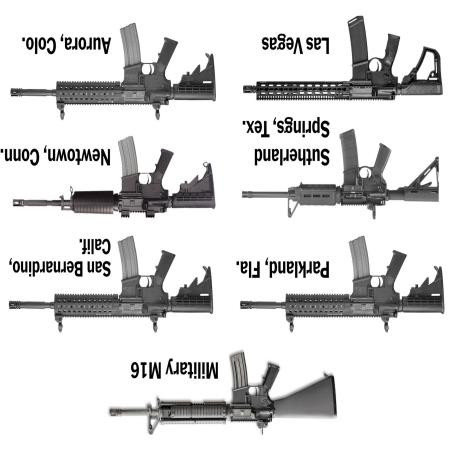 Military M16
Parkland, Fla.
San Bernardino,
Calif.
Sutherland
Springs, Tex.
Newtown, Conn.
Las Vegas
Aurora, Colo.